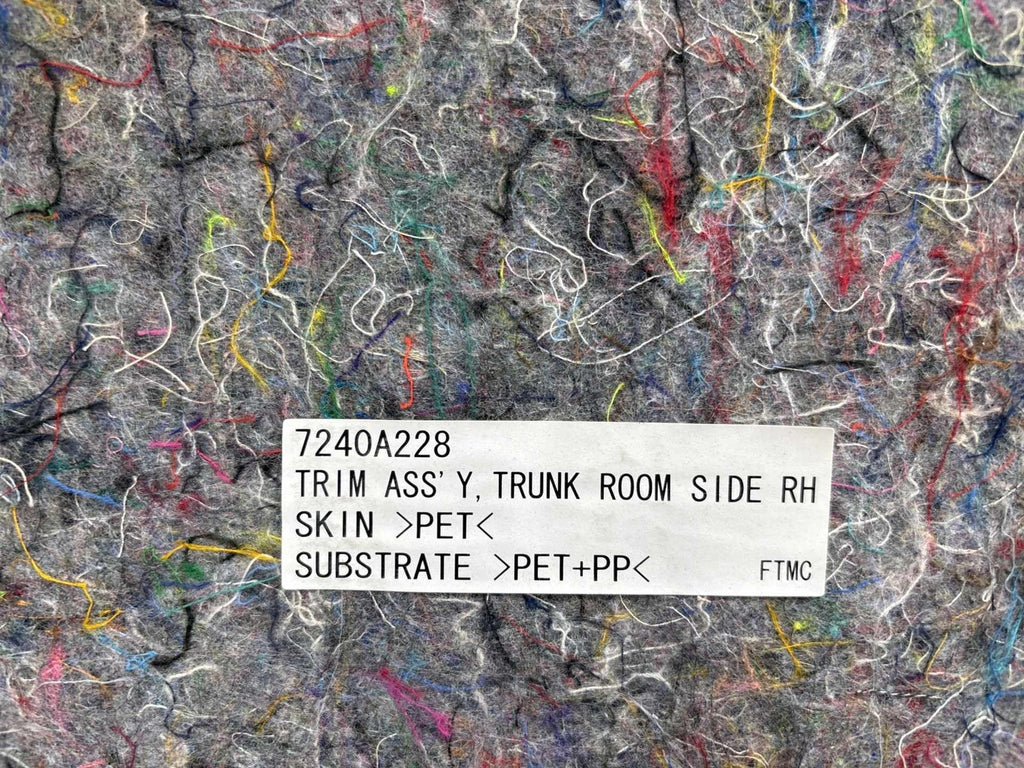 7240A228
TRIM ASS'Y, TRUNK ROOM SIDE RH
SKIN >PET<
SUBSTRATE >PET+PP< FTMC